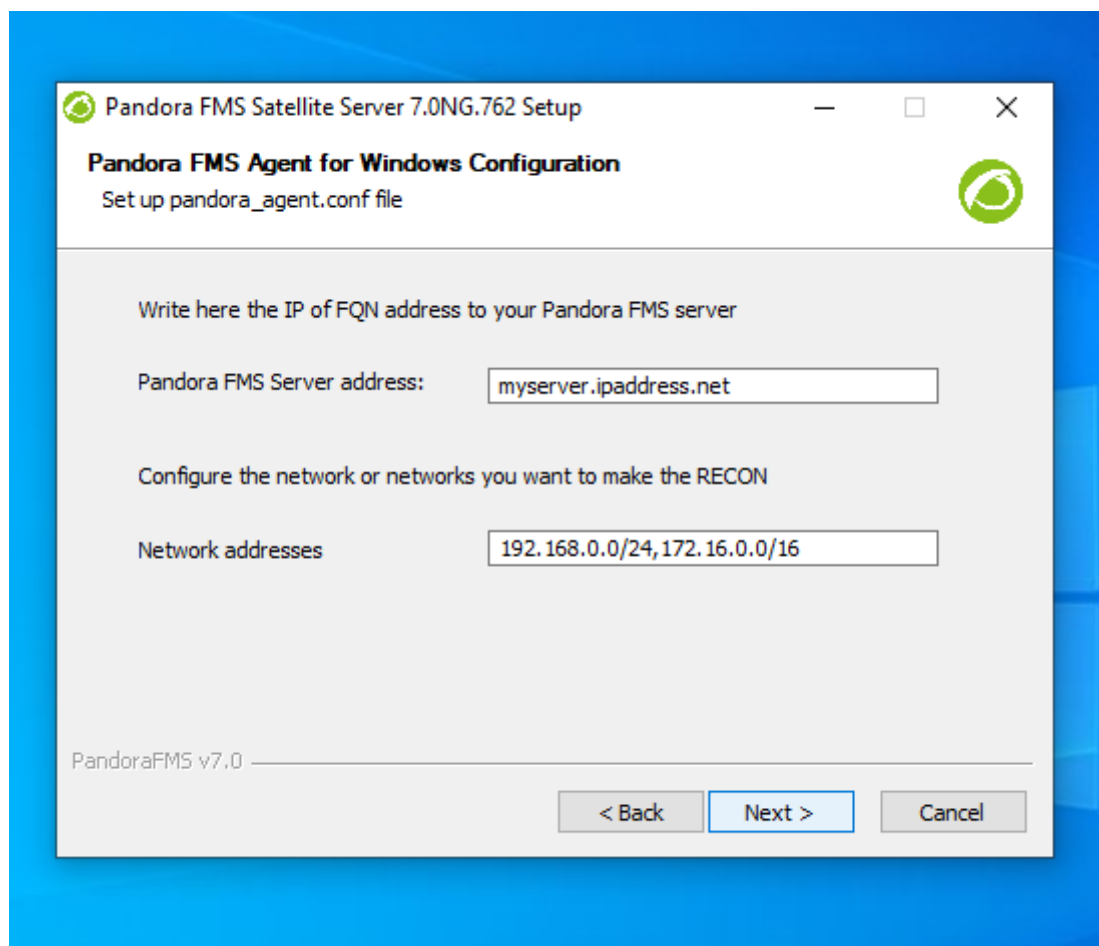 Pandora FMS Satellite Server 7.0NG.762 Setup
Pandora FMS Agent for Windows Configuration
Set up pandora_agent.conf file
Write here the IP of FQN address to your Pandora FMS server
Pandora FMS Server address: myserver.ipaddress.net
Configure the network or networks you want to make the RECON
Network addresses 192.168.0.0/24,172.16.0.0/16
PandoraFMS v7.0
< Back Next > Cancel